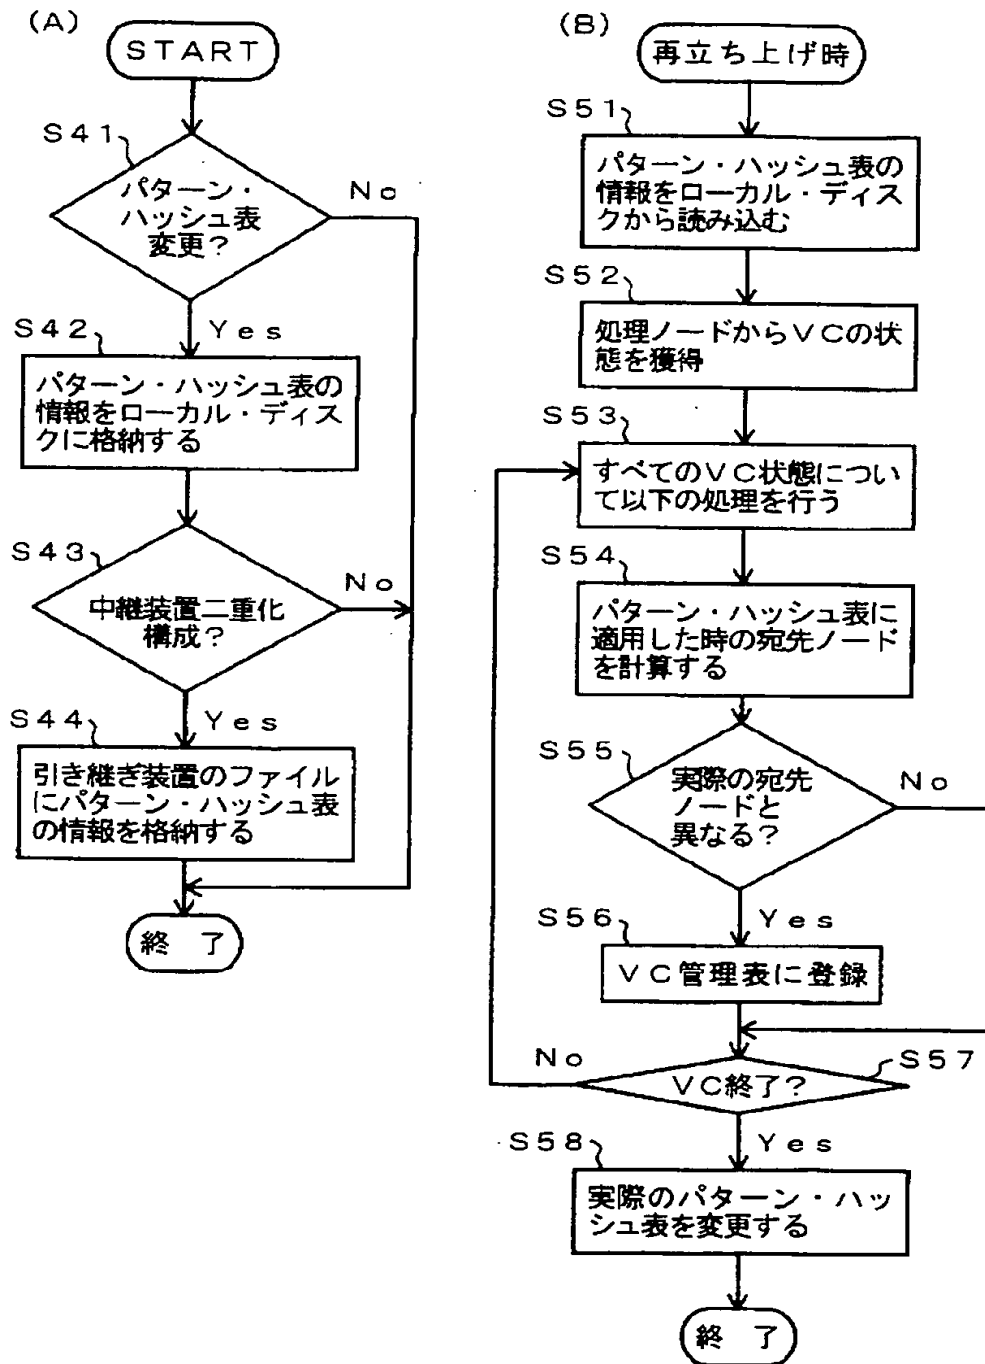 (A)
START
S41
パターン・
ハッシュ表
変更?
No
Yes
S42
パターン・ハッシュ表の
情報をローカル・ディス
クに格納する
S43
中継装置二重化
構成?
No
Yes
S44
引き継ぎ装置のファイル
にパターン・ハッシュ表
の情報を格納する
終 了
(B)
再立ち上げ時
S51
パターン・ハッシュ表の
情報をローカル・ディス
クから読み込む
S52
処理ノードからVCの状
態を獲得
S53
すべてのVC状態につい
て以下の処理を行う
S54
パターン・ハッシュ表に
適用した時の宛先ノード
を計算する
S55
実際の宛先
ノードと
異なる?
No
Yes
S56
VC管理表に登録
No
S57
VC終了?
Yes
S58
実際のパターン・ハッ
シュ表を変更する
終 了